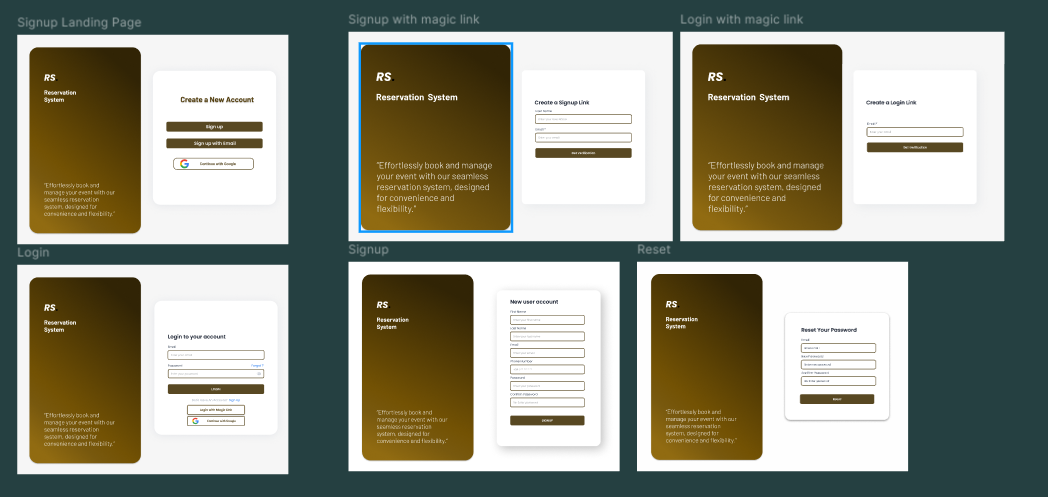 Signup Landing Page
RS.
Reservation
System
"Effortlessly book and
manage your event with our
seamless reservation
system, designed for
convenience and flexibility."
Create a New Account
Sign up
Sign up with Email
Continue with Google
Signup with magic link
RS.
Reservation System
"Effortlessly book and manage
your event with our seamless
reservation system, designed
for convenience and
flexibility."
Create a Signup Link
User Name
Email*
Get Verification
Login with magic link
RS.
Reservation System
"Effortlessly book and manage
your event with our seamless
reservation system, designed
for convenience and
flexibility."
Create a Login Link
Email*
Get Verification
Login
RS.
Reservation
System
"Effortlessly book and
manage your event with our
seamless reservation
system, designed for
convenience and flexibility."
Login to your account
Email
Password
Forgot?
LOGIN
Signup
Login with Magic Link
Continue with Google
Signup
RS.
Reservation
System
"Effortlessly book and
manage your event with our
seamless reservation
system, designed for
convenience and flexibility."
New user account
First Name
Last Name
Email
Phone Number
Password
Confirm Password
SIGNUP
Reset
RS.
Reservation
System
"Effortlessly book and
manage your event with our
seamless reservation
system, designed for
convenience and flexibility."
Reset Your Password
Email
New Password
Confirm Password
RESET